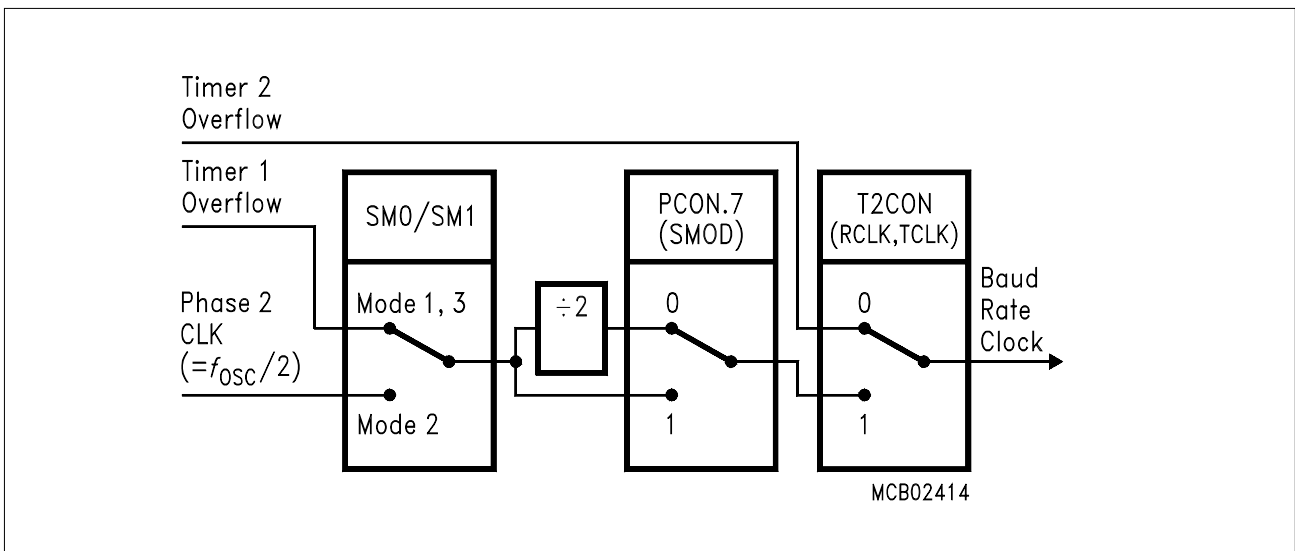 Timer 2
Overflow
Timer 1
Overflow
SM0/SM1
PCON.7
(SMOD)
T2CON
(RCLK,TCLK)
Phase 2
CLK
(=fOSC/2)
Mode 1, 3
Mode 2
÷2
0
1
0
1
Baud
Rate
Clock
MCB02414